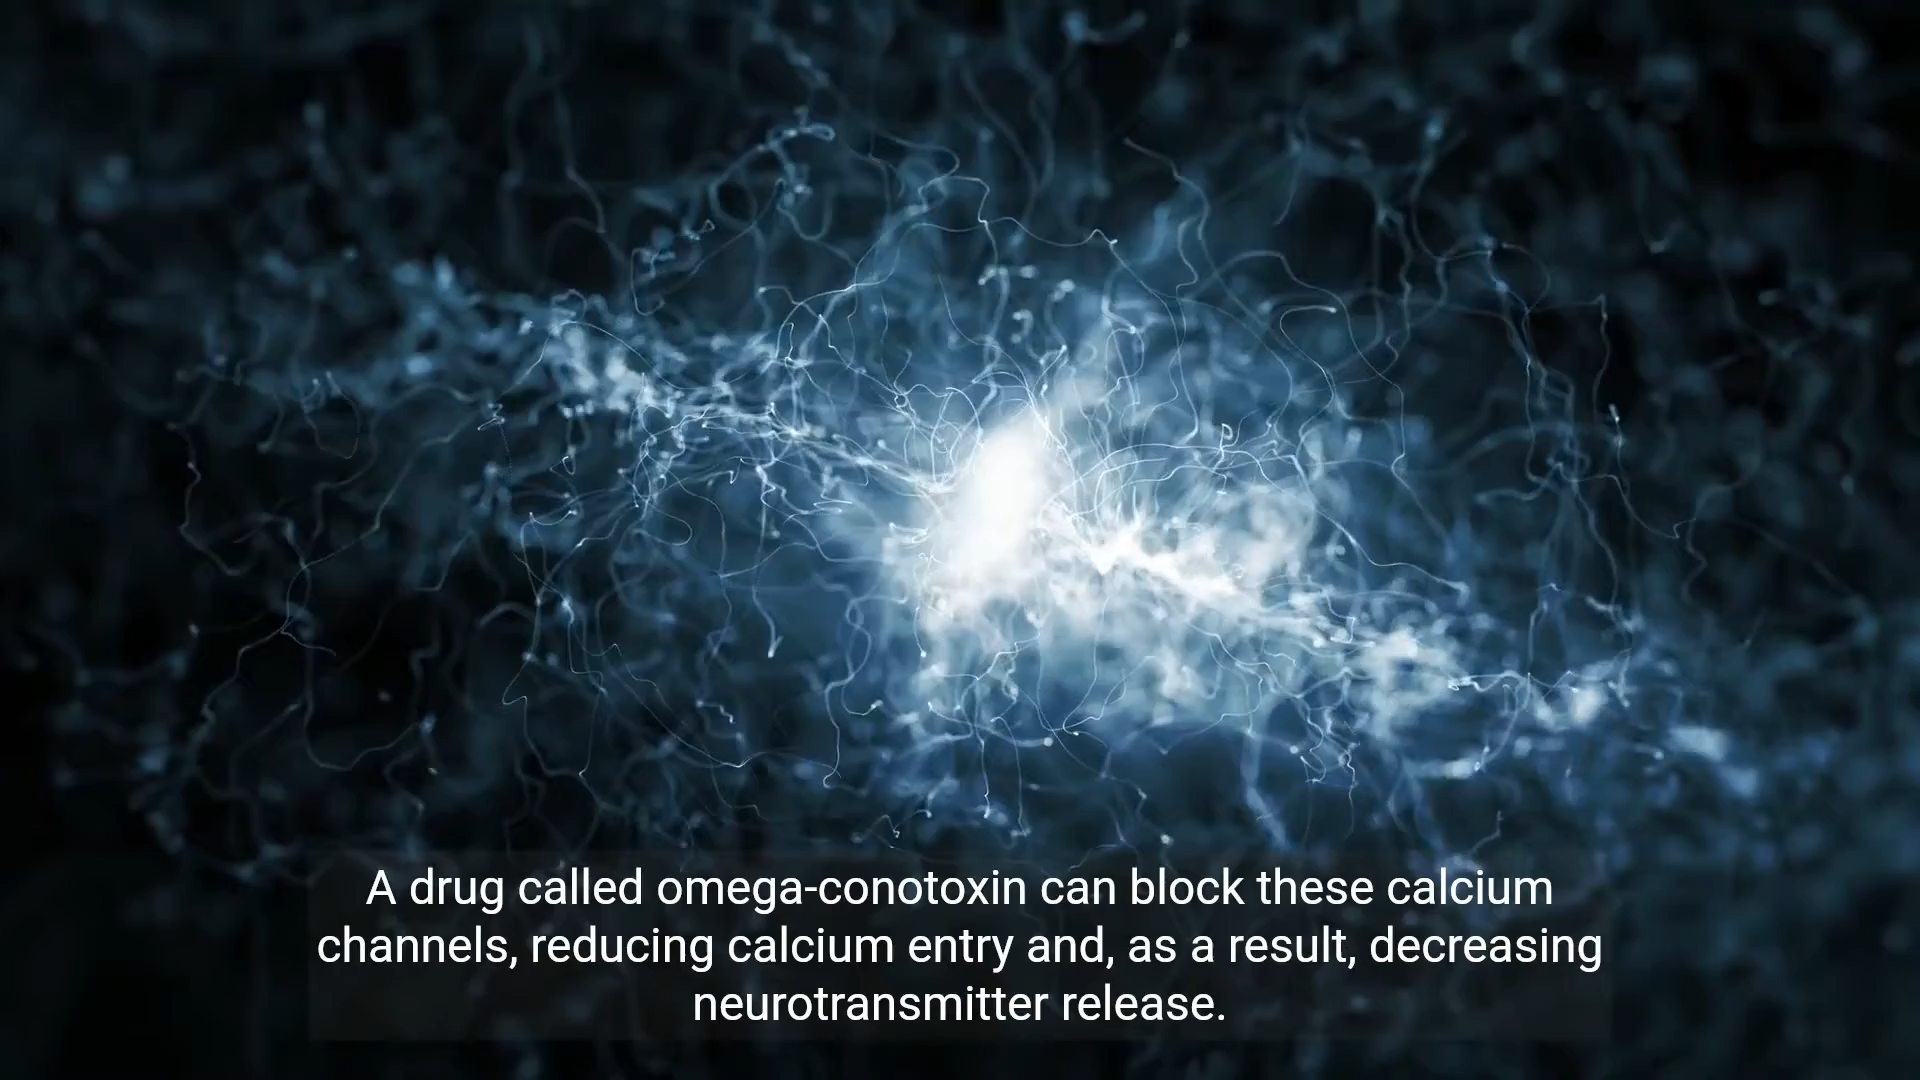 A drug called omega-conotoxin can block these calcium
channels, reducing calcium entry and, as a result, decreasing
neurotransmitter release.